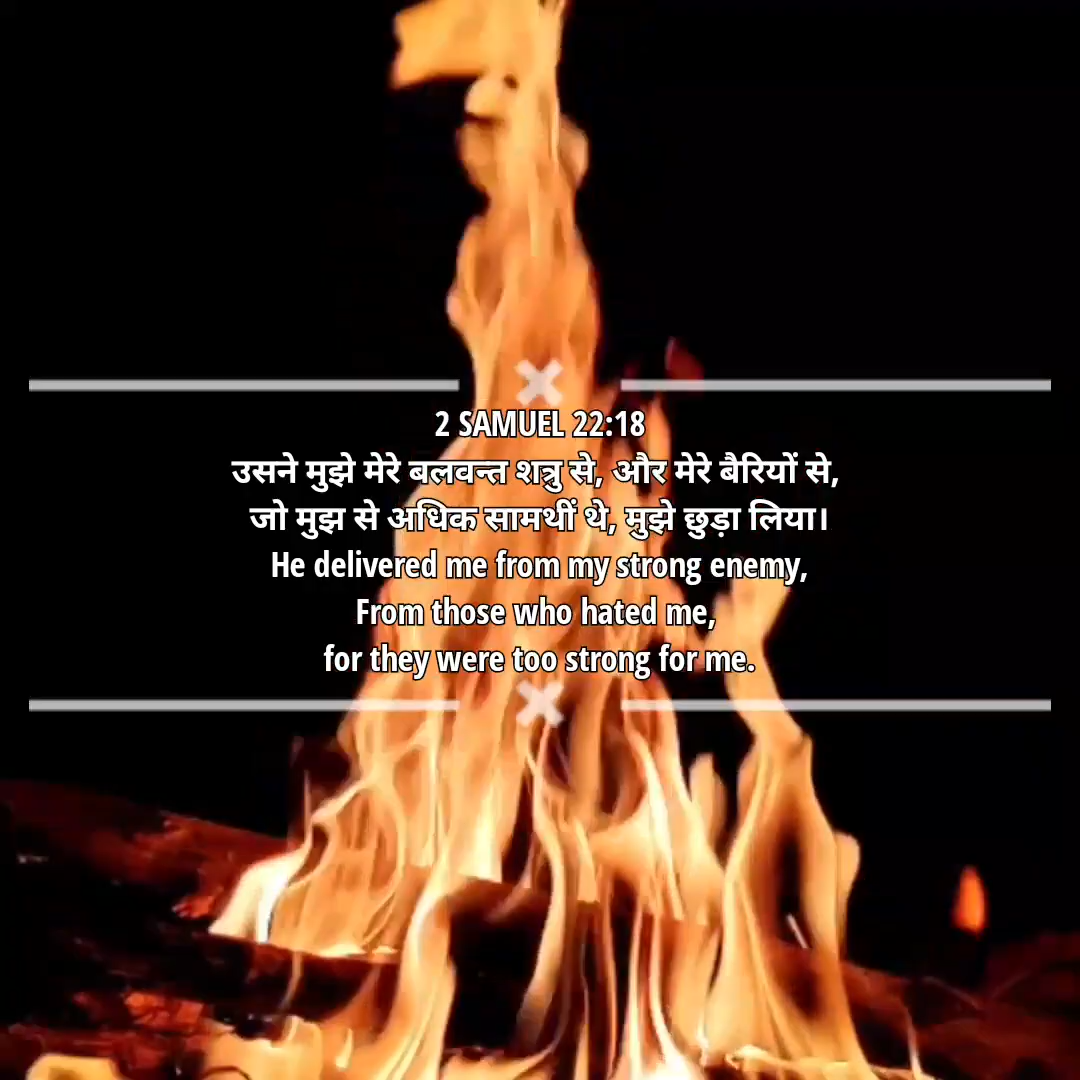 2 SAMUEL 22:18
उसने मुझे मेरे बलवन्त शत्रु से, और मेरे बैरियों से,
जो मुझ से अधिक सामथीं थे, मुझे छुड़ा लिया।
He delivered me from my strong enemy,
From those who hated me,
for they were too strong for me.